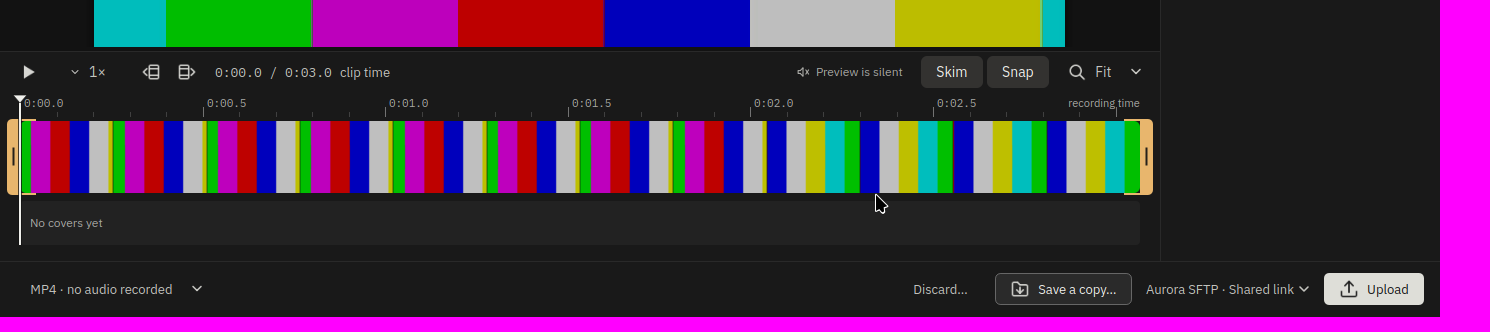 1×
0:00.0 / 0:03.0 clip time
Preview is silent
Skim
Snap
Fit
0:00.0 0:00.5 0:01.0 0:01.5 0:02.0 0:02.5 recording time
No covers yet
MP4 · no audio recorded
Discard...
Save a copy...
Aurora SFTP · Shared link
Upload